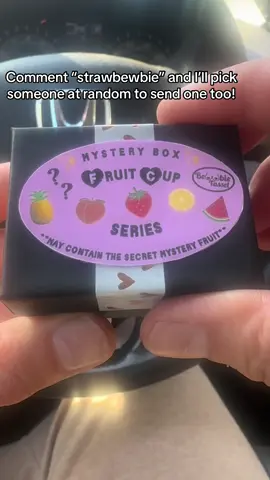 Comment “strawbewbie” and I’ll pick
someone at random to send one too!
MYSTERY BOX
? ?
FRUIT CUP
SERIES
**MAY CONTAIN THE SECRET MYSTERY FRUIT**